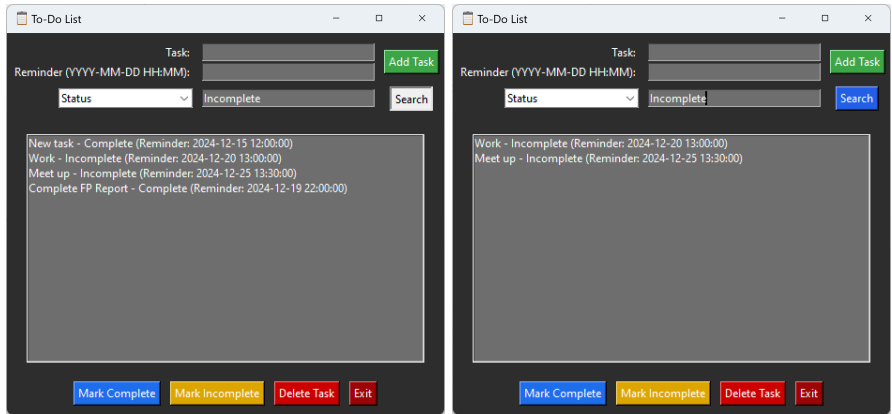 To-Do List
Task:
Add Task
Reminder (YYYY-MM-DD HH:MM):
Status
Incomplete
Search
New task - Complete (Reminder: 2024-12-15 12:00:00)
Work - Incomplete (Reminder: 2024-12-20 13:00:00)
Meet up - Incomplete (Reminder: 2024-12-25 13:30:00)
Complete FP Report - Complete (Reminder: 2024-12-19 22:00:00)
Mark Complete
Mark Incomplete
Delete Task
Exit
To-Do List
Task:
Add Task
Reminder (YYYY-MM-DD HH:MM):
Status
Incomplete
Search
Work - Incomplete (Reminder: 2024-12-20 13:00:00)
Meet up - Incomplete (Reminder: 2024-12-25 13:30:00)
Mark Complete
Mark Incomplete
Delete Task
Exit